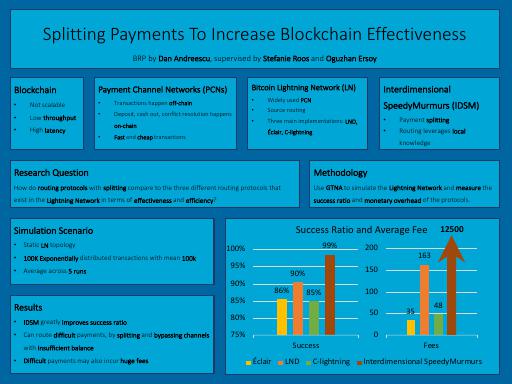 Splitting Payments To Increase Blockchain Effectiveness
BRP by Dan Andreescu, supervised by Stefanie Roos and Oguzhan Ersoy
Blockchain
• Not scalable
• Low throughput
• High latency
Payment Channel Networks (PCNs)
• Transactions happen off-chain
• Deposit, cash out, conflict resolution happens
on-chain
• Fast and cheap transactions
Bitcoin Lightning Network (LN)
• Widely used PCN
• Source routing
• Three main implementations: LND,
Éclair, C-lightning
Interdimensional
SpeedyMurmurs (IDSM)
• Payment splitting
• Routing leverages local
knowledge
Research Question
How do routing protocols with splitting compare to the three different routing protocols that
exist in the Lightning Network in terms of effectiveness and efficiency?
Methodology
Use GTNA to simulate the Lightning Network and measure the
success ratio and monetary overhead of the protocols.
Simulation Scenario
• Static LN topology
• 100K Exponentially distributed transactions with mean 100k
• Average across 5 runs
Results
• IDSM greatly improves success ratio
• Can route difficult payments, by splitting and bypassing channels
with insufficient balance
• Difficult payments may also incur huge fees
Success Ratio and Average Fee
12500
100%
95%
90%
85%
80%
75%
86%
90%
85%
99%
Success
200
150
100
50
0
35
163
48
Fees
Éclair LND C-lightning Interdimensional SpeedyMurmurs